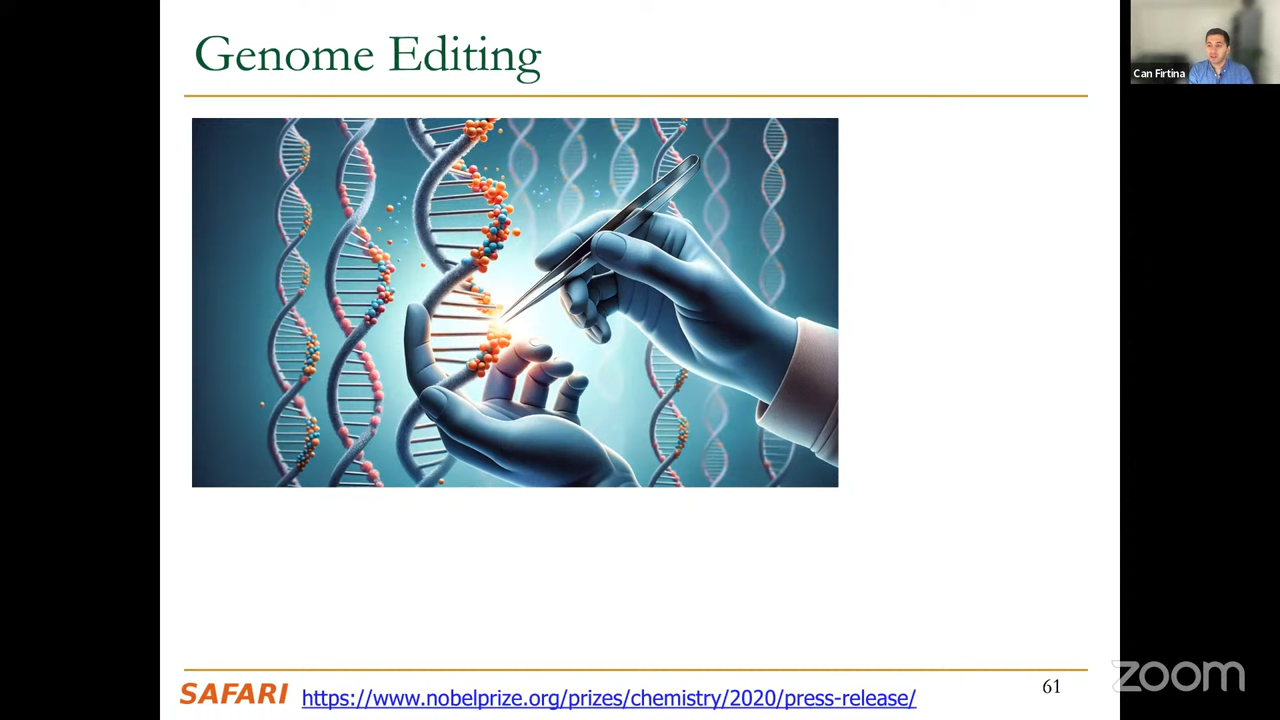 Genome Editing
Can Firtina
SAFARI
https://www.nobelprize.org/prizes/chemistry/2020/press-release/
61
zoom